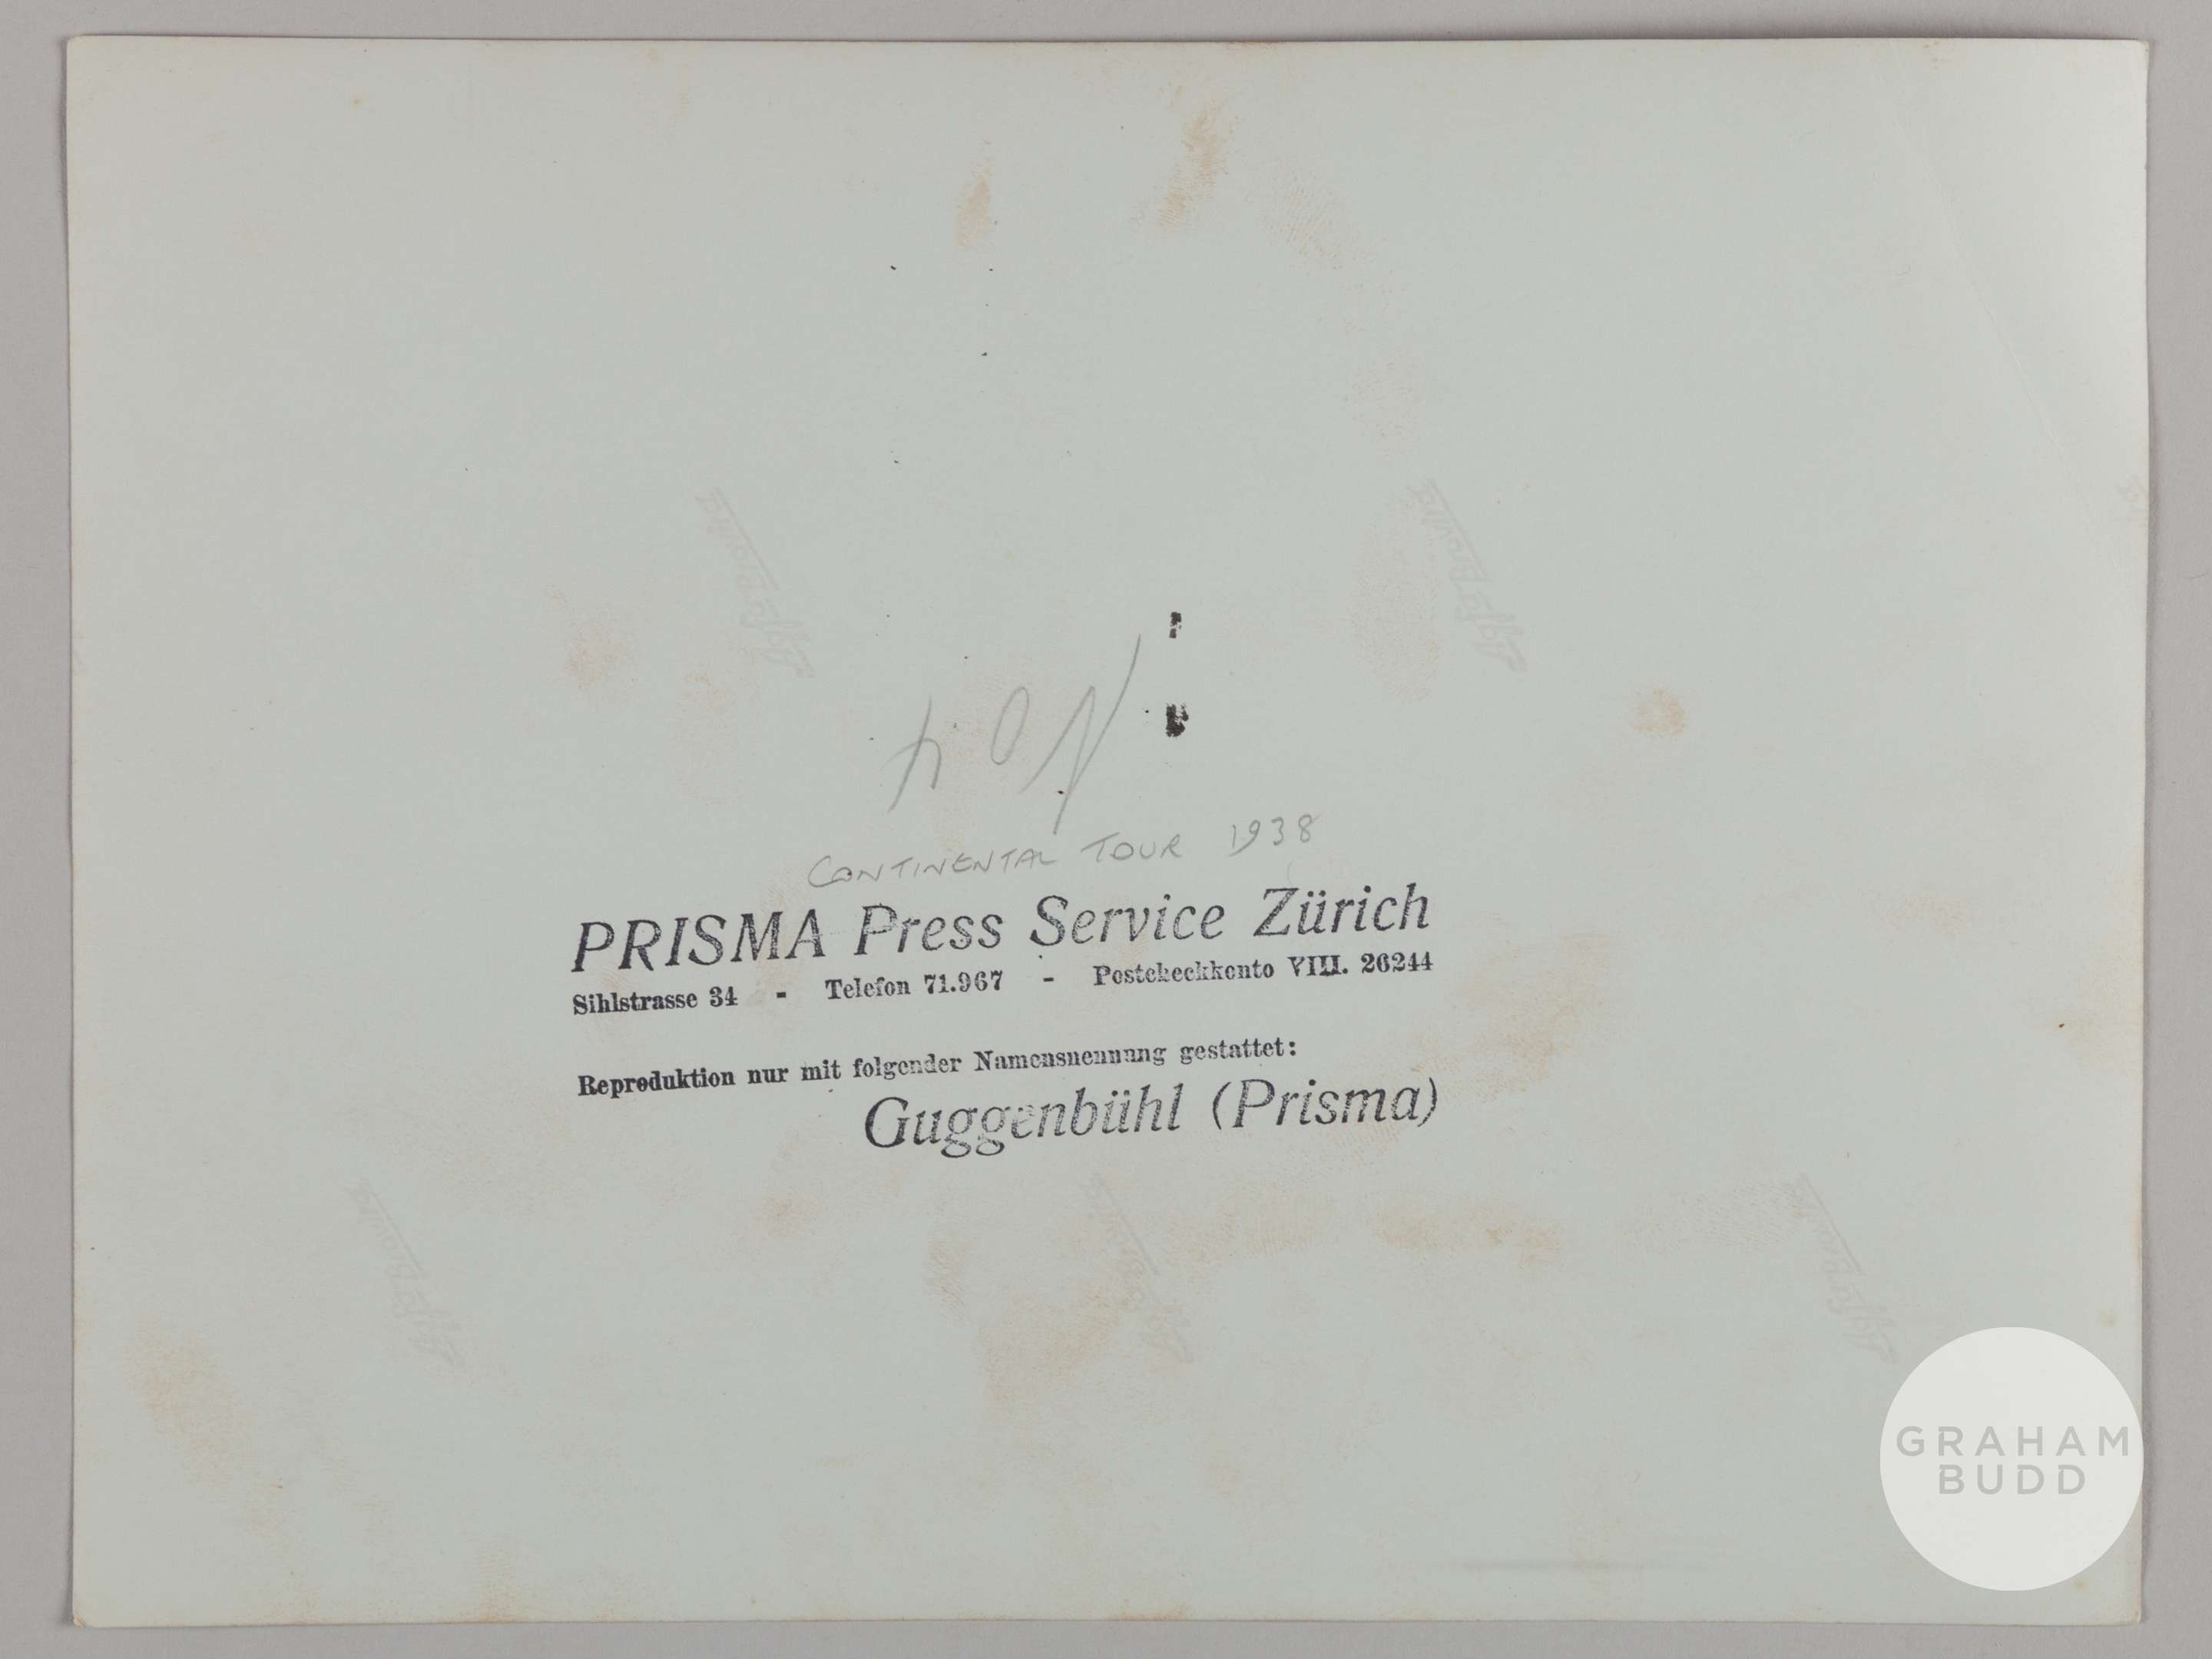 CONTINENTAL TOUR 1938
PRISMA Press Service Zürich
Sihlstrasse 34 - Telefon 71.967 - Postcheckkonto VIII. 26244
Reproduktion nur mit folgender Namensnennung gestattet:
Guggenbühl (Prisma)
GRAHAM
BUDD